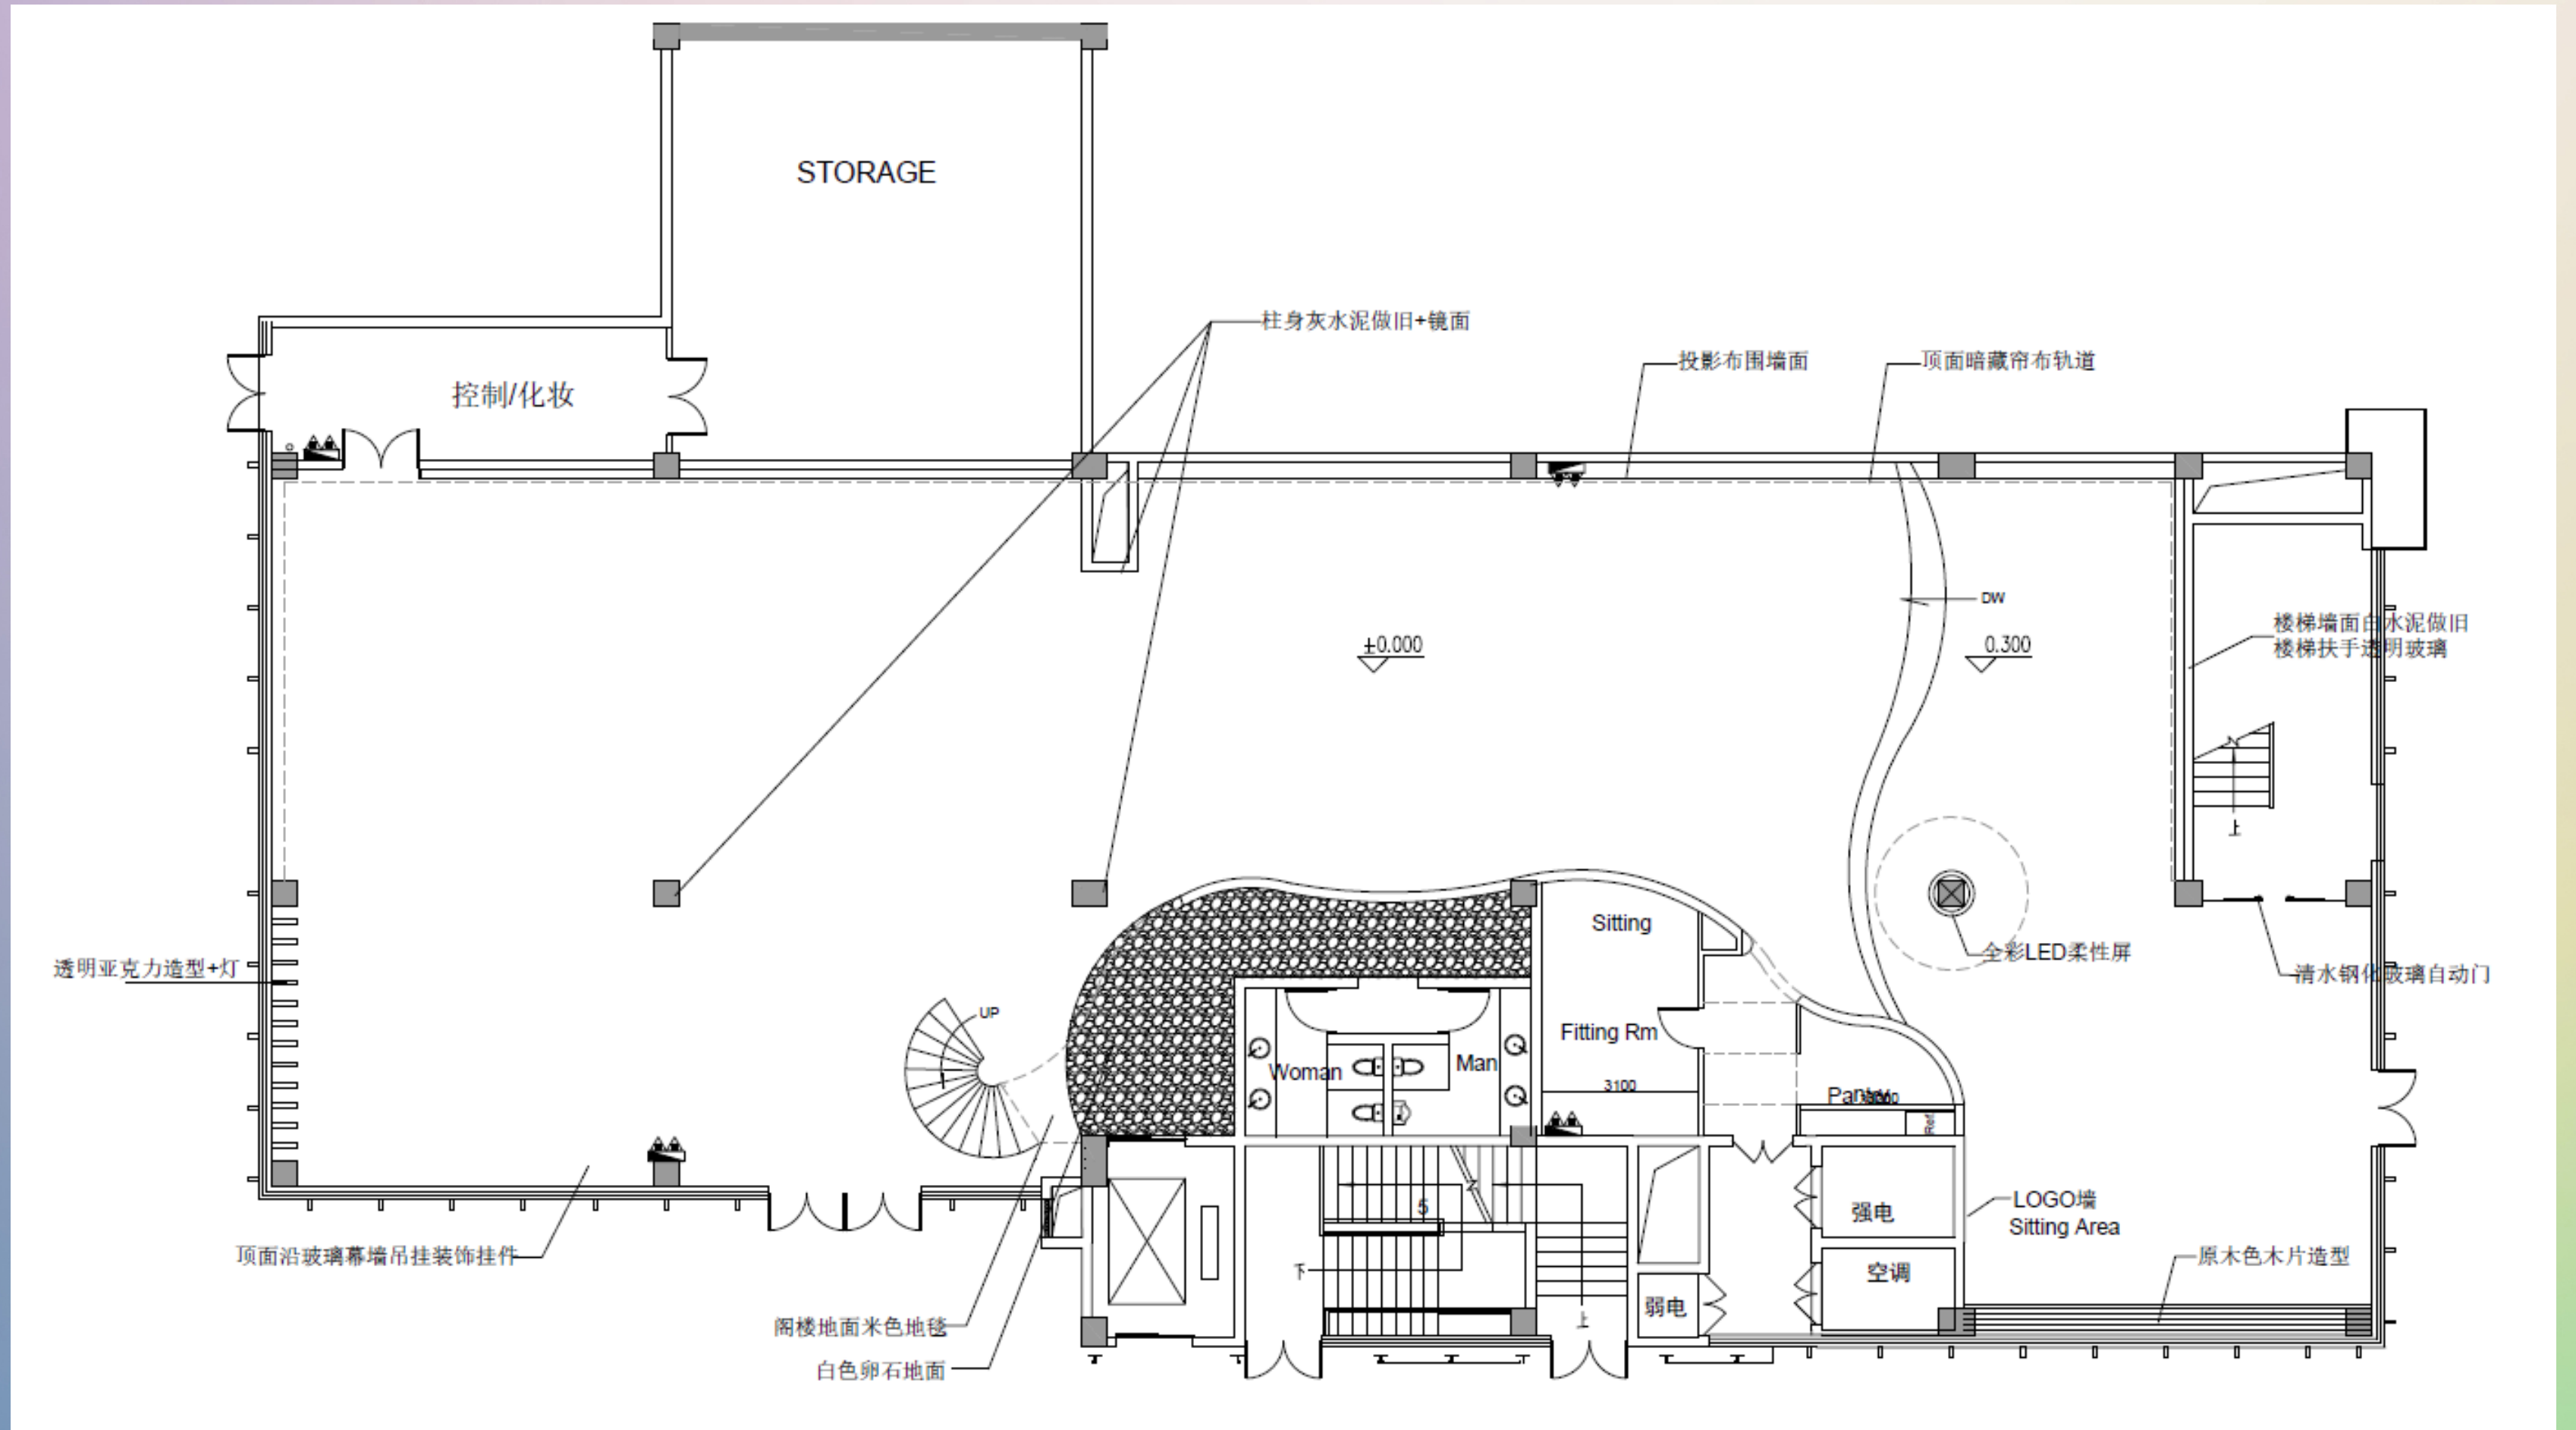 STORAGE
柱身灰水泥做旧+镜面
投影布围墙面
顶面暗藏帘布轨道
控制/化妆
DW
±0.000
0.300
楼梯墙面白水泥做旧
楼梯扶手透明玻璃
上
Sitting
全彩LED柔性屏
透明亚克力造型+灯
清水钢化玻璃自动门
UP
Fitting Rm
Woman
Man
3100
Pantry
Ref
5
强电
LOGO墙
Sitting Area
顶面沿玻璃幕墙吊挂装饰挂件
下
空调
原木色木片造型
弱电
上
阁楼地面米色地毯
白色卵石地面